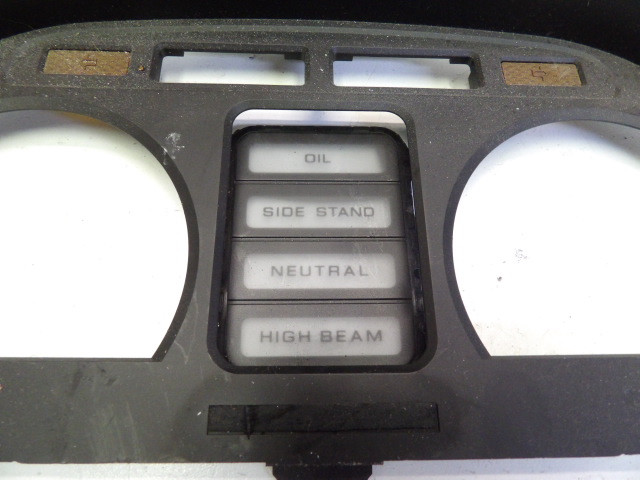 OIL
SIDE STAND
NEUTRAL
HIGH BEAM